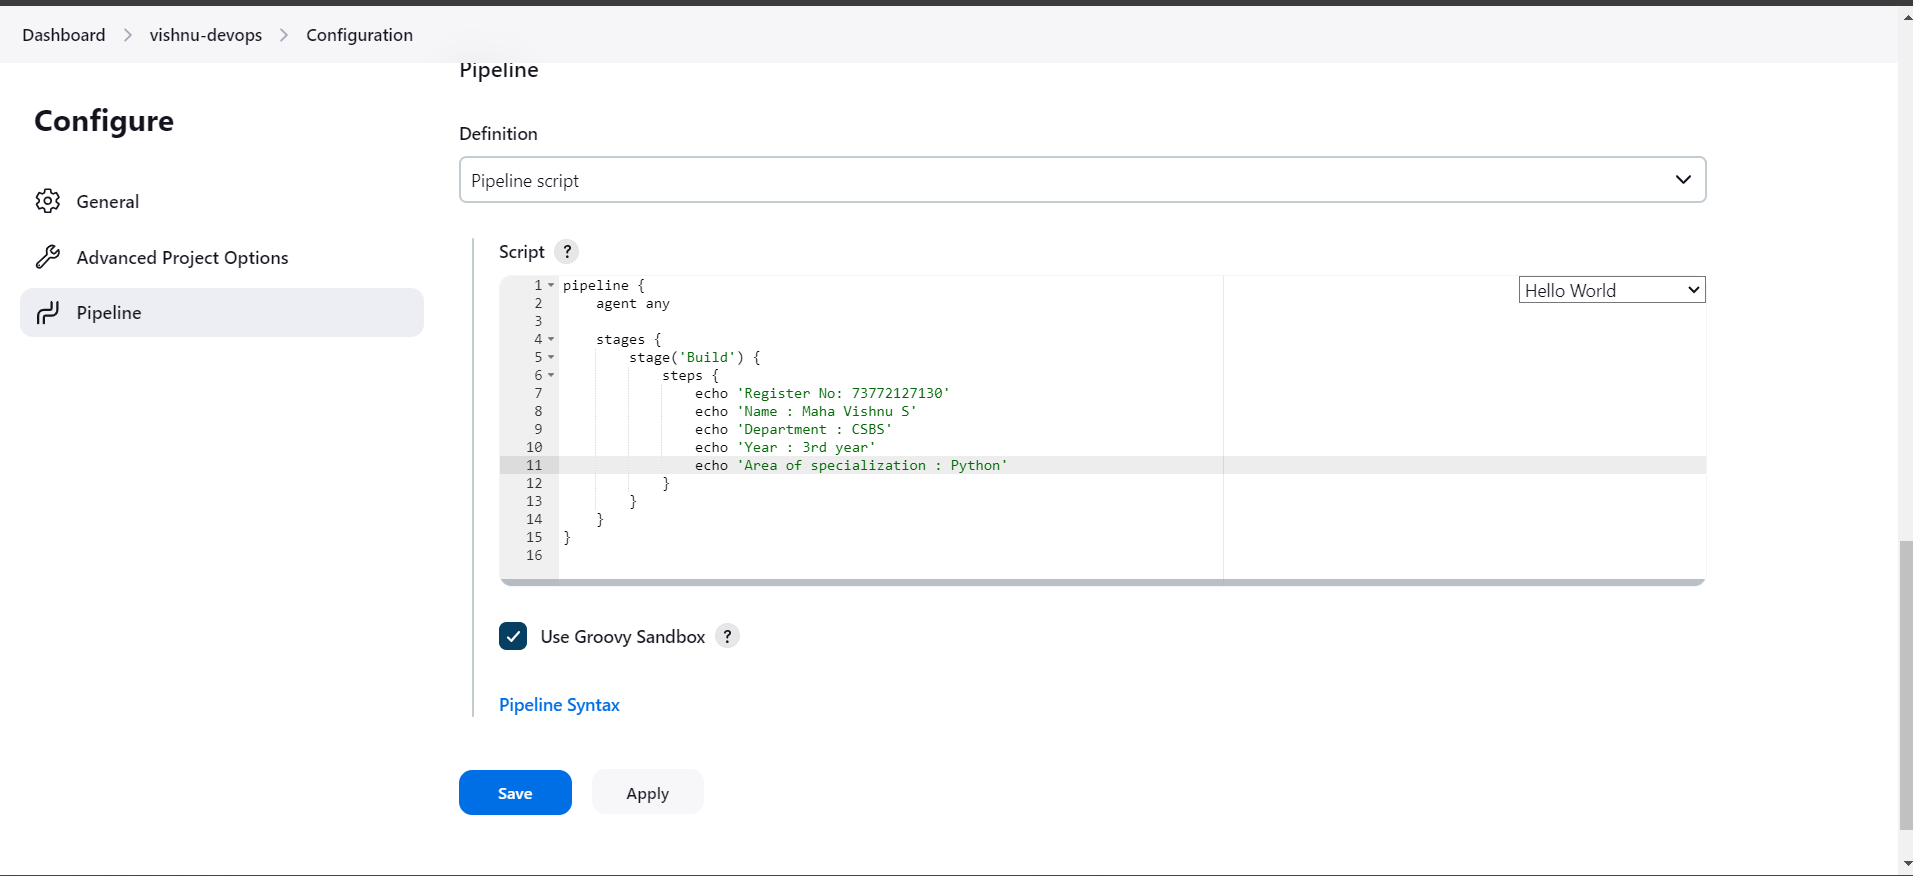 Dashboard > vishnu-devops > Configuration
Pipeline
Configure
General
Advanced Project Options
Pipeline
Definition
Pipeline script
Script ?
Hello World
1 pipeline {
2     agent any
3
4     stages {
5         stage('Build') {
6             steps {
7                 echo 'Register No: 73772127130'
8                 echo 'Name : Maha Vishnu S'
9                 echo 'Department : CSBS'
10                 echo 'Year : 3rd year'
11                 echo 'Area of specialization : Python'
12             }
13         }
14     }
15 }
16
Use Groovy Sandbox ?
Pipeline Syntax
Save
Apply